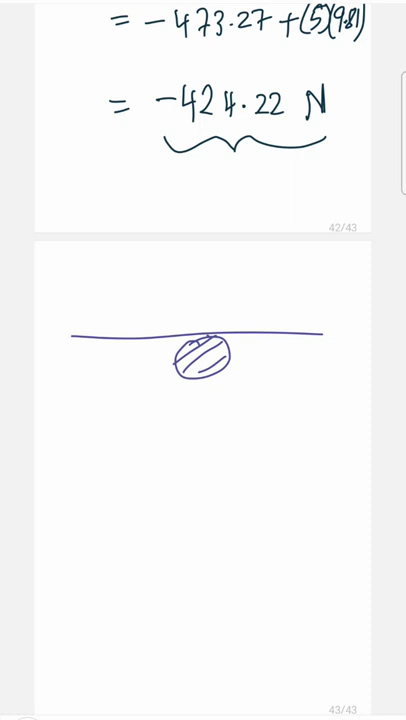 = -473.27 + (5)(9.81)
= -424.22 N
42/43
43/43